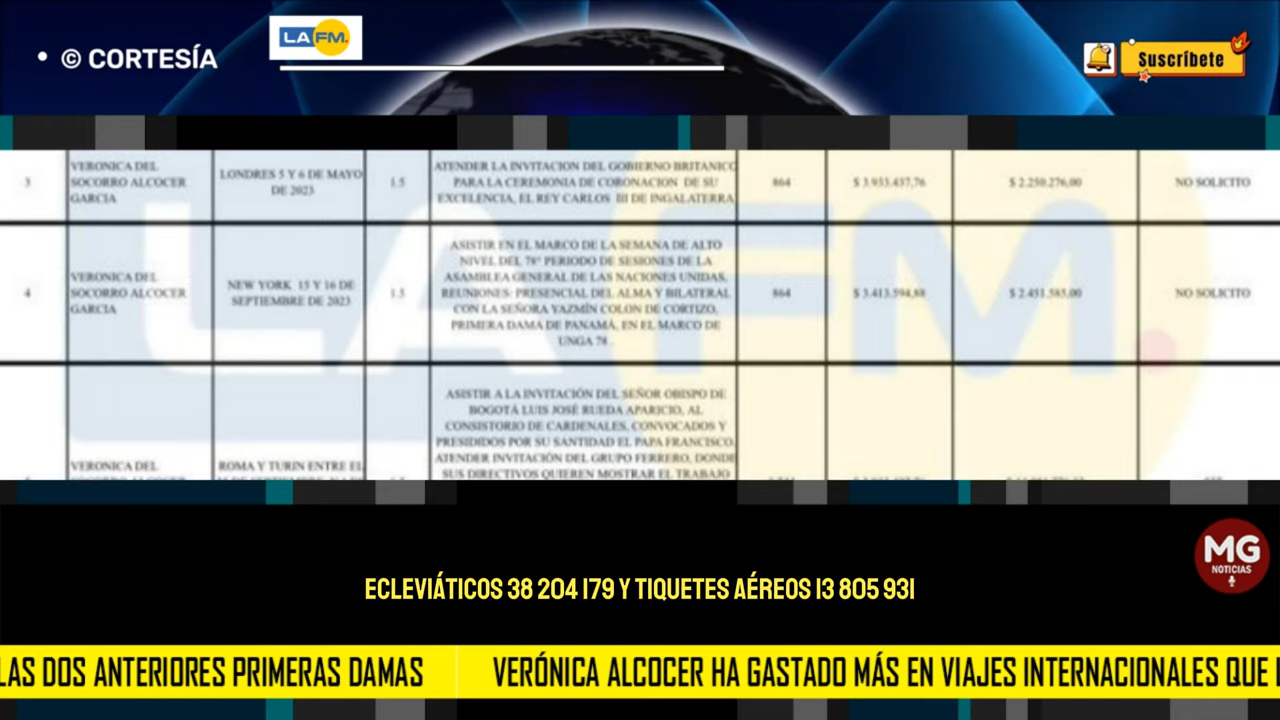 • © CORTESÍA
LA FM.
Suscríbete
3
VERONICA DEL
SOCORRO ALCOCER
GARCIA
LONDRES 5 Y 6 DE MAYO
DE 2023
1.5
ATENDER LA INVITACION DEL GOBIERNO BRITANICO
PARA LA CEREMONIA DE CORONACION DE SU
EXCELENCIA, EL REY CARLOS III DE INGALATERRA
864
$ 3.933.437,76
$ 2.250.276,00
NO SOLICITO
4
VERONICA DEL
SOCORRO ALCOCER
GARCIA
NEW YORK 15 Y 16 DE
SEPTIEMBRE DE 2023
1.5
ASISTIR EN EL MARCO DE LA SEMANA DE ALTO
NIVEL DEL 78° PERIODO DE SESIONES DE LA
ASAMBLEA GENERAL DE LAS NACIONES UNIDAS,
REUNIONES: PRESENCIAL DEL ALMA Y BILATERAL
CON LA SEÑORA YAZMÍN COLON DE CORTIZO,
PRIMERA DAMA DE PANAMÁ, EN EL MARCO DE
UNGA 78 .
864
$ 3.413.594,88
$ 2.451.585,00
NO SOLICITO
VERONICA DEL
ROMA Y TURIN ENTRE EL
ASISTIR A LA INVITACIÓN DEL SEÑOR OBISPO DE
BOGOTÁ LUIS JOSÉ RUEDA APARICIO, AL
CONSISTORIO DE CARDENALES, CONVOCADOS Y
PRESIDIDOS POR SU SANTIDAD EL PAPA FRANCISCO.
ATENDER INVITACIÓN DEL GRUPO FERRERO, DONDE
SUS DIRECTIVOS QUIEREN MOSTRAR EL TRABAJO
LA FM.
MG
NOTICIAS
ECLEVIÁTICOS 38 204 179 Y TIQUETES AÉREOS 13 805 931
LAS DOS ANTERIORES PRIMERAS DAMAS VERÓNICA ALCOCER HA GASTADO MÁS EN VIAJES INTERNACIONALES QUE